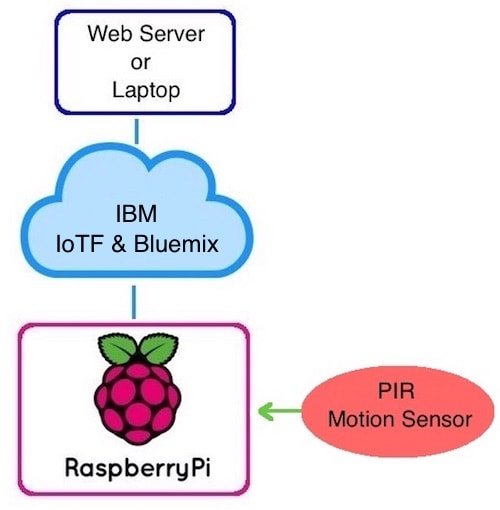 Web Server
or
Laptop
IBM
IoTF & Bluemix
PIR
Motion Sensor
RaspberryPi